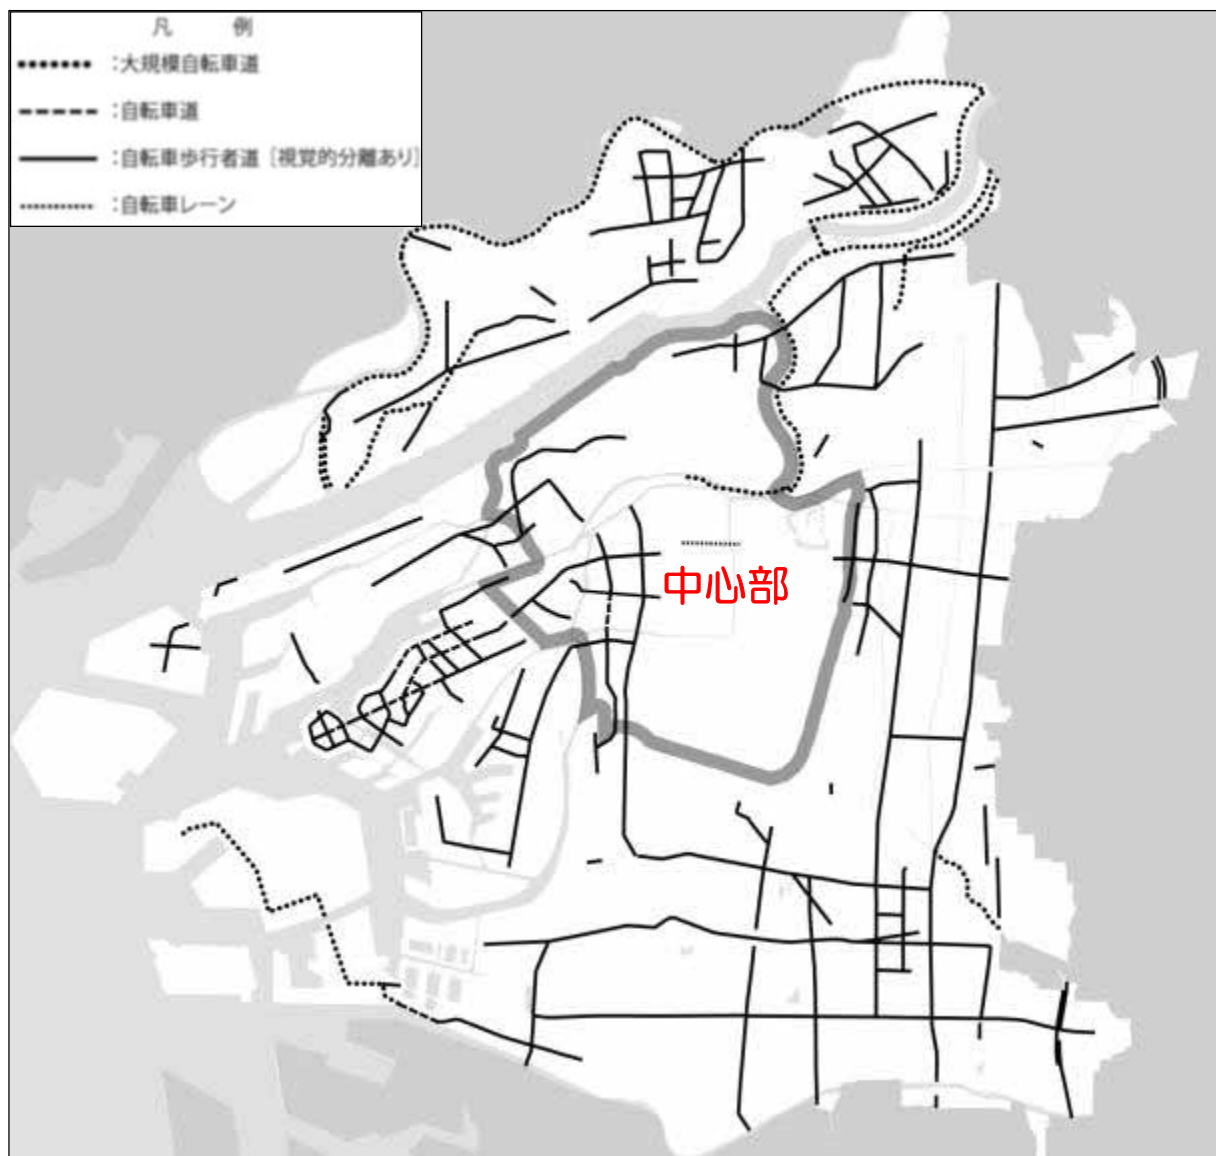 凡 例
：大規模自転車道
：自転車道
：自転車歩行者道［視覚的分離あり］
：自転車レーン
中心部